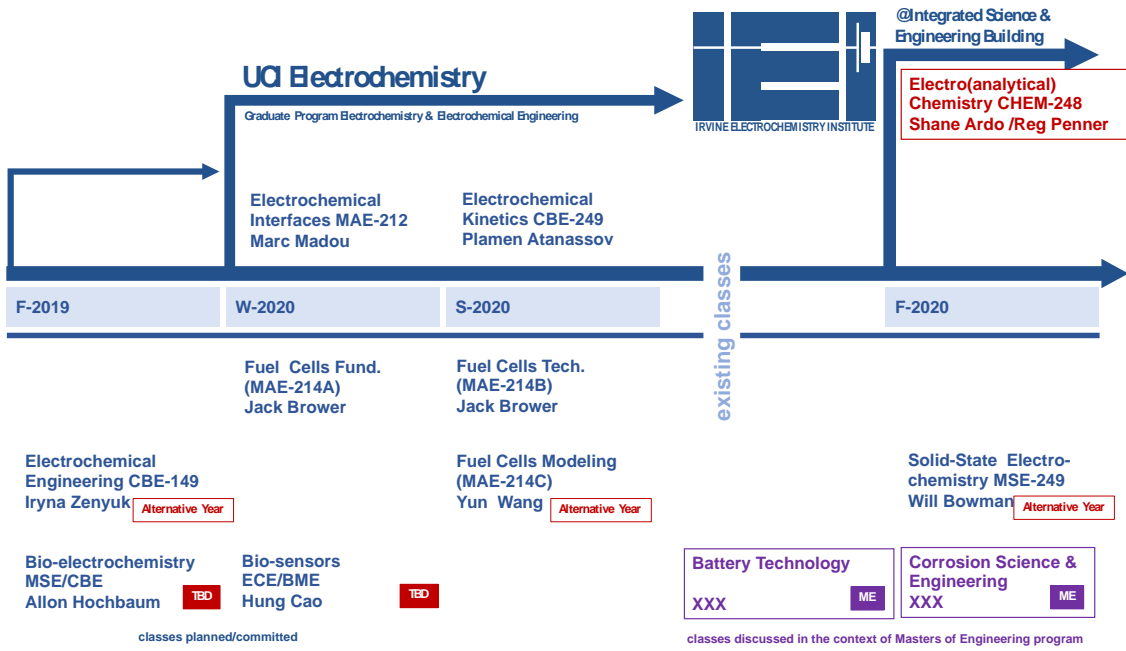 @Integrated Science &
Engineering Building
UCI Electrochemistry
Graduate Program Electrochemistry & Electrochemical Engineering
IRVINE ELECTROCHEMISTRY INSTITUTE
Electro(analytical)
Chemistry CHEM-248
Shane Ardo /Reg Penner
Electrochemical
Interfaces MAE-212
Marc Madou
Electrochemical
Kinetics CBE-249
Plamen Atanassov
existing classes
F-2019
W-2020
S-2020
F-2020
Fuel Cells Fund.
(MAE-214A)
Jack Brower
Fuel Cells Tech.
(MAE-214B)
Jack Brower
Electrochemical
Engineering CBE-149
Iryna Zenyuk
Alternative Year
Fuel Cells Modeling
(MAE-214C)
Yun Wang
Alternative Year
Solid-State Electro-
chemistry MSE-249
Will Bowman
Alternative Year
Bio-electrochemistry
MSE/CBE
Allon Hochbaum
TBD
Bio-sensors
ECE/BME
Hung Cao
TBD
Battery Technology
XXX
ME
Corrosion Science &
Engineering
XXX
ME
classes planned/committed
classes discussed in the context of Masters of Engineering program